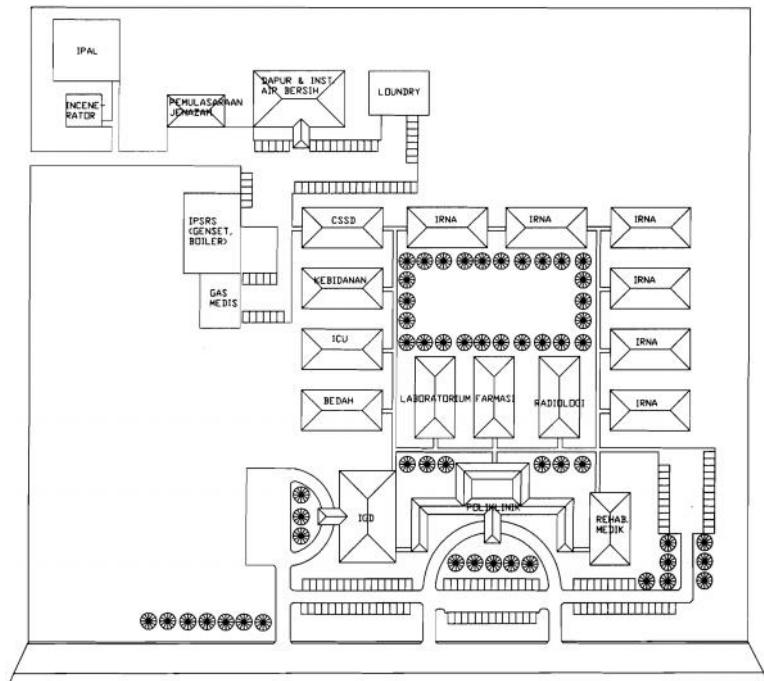 IPAL
DAPUR & INST.
AIR BERSIH
LOUNDRY
INCENE-
RATOR
PEMULASARAAN
JENAZAH
IPSRS
(GENSET,
BOILER)
CSSD
IRNA
IRNA
IRNA
GAS
MEDIS
KEBIDANAN
IRNA
ICU
IRNA
BEDAH
LABORATORIUM
FARMASI
RADIOLOGI
IRNA
IGD
POLIKLINIK
REHAB.
MEDIK